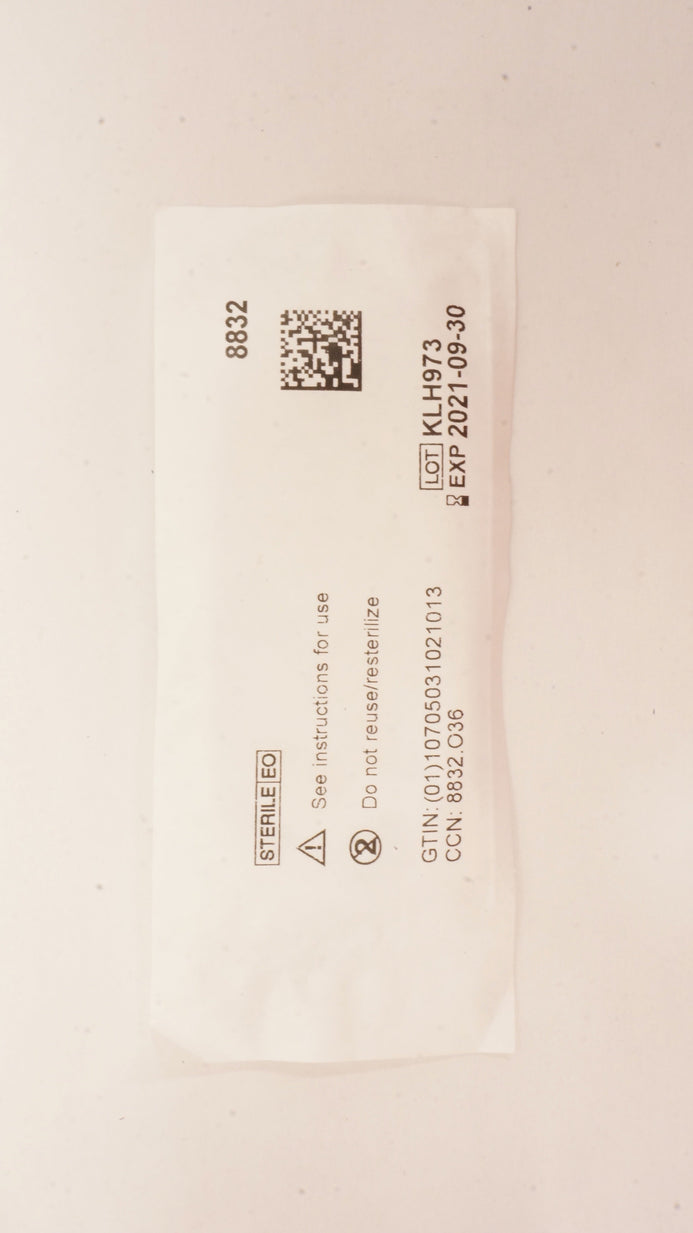 8832
STERILE EO
See instructions for use
Do not reuse/resterilize
GTIN: (01)10705031021013
CCN: 8832.O36
LOT KLH973
EXP 2021-09-30